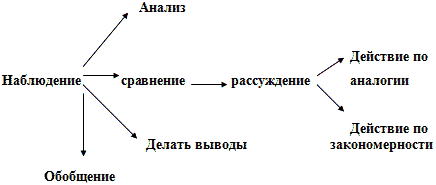 Анализ
Действие по
Наблюдение сравнение рассуждение аналогии
Действие по
Делать выводы закономерности
Обобщение